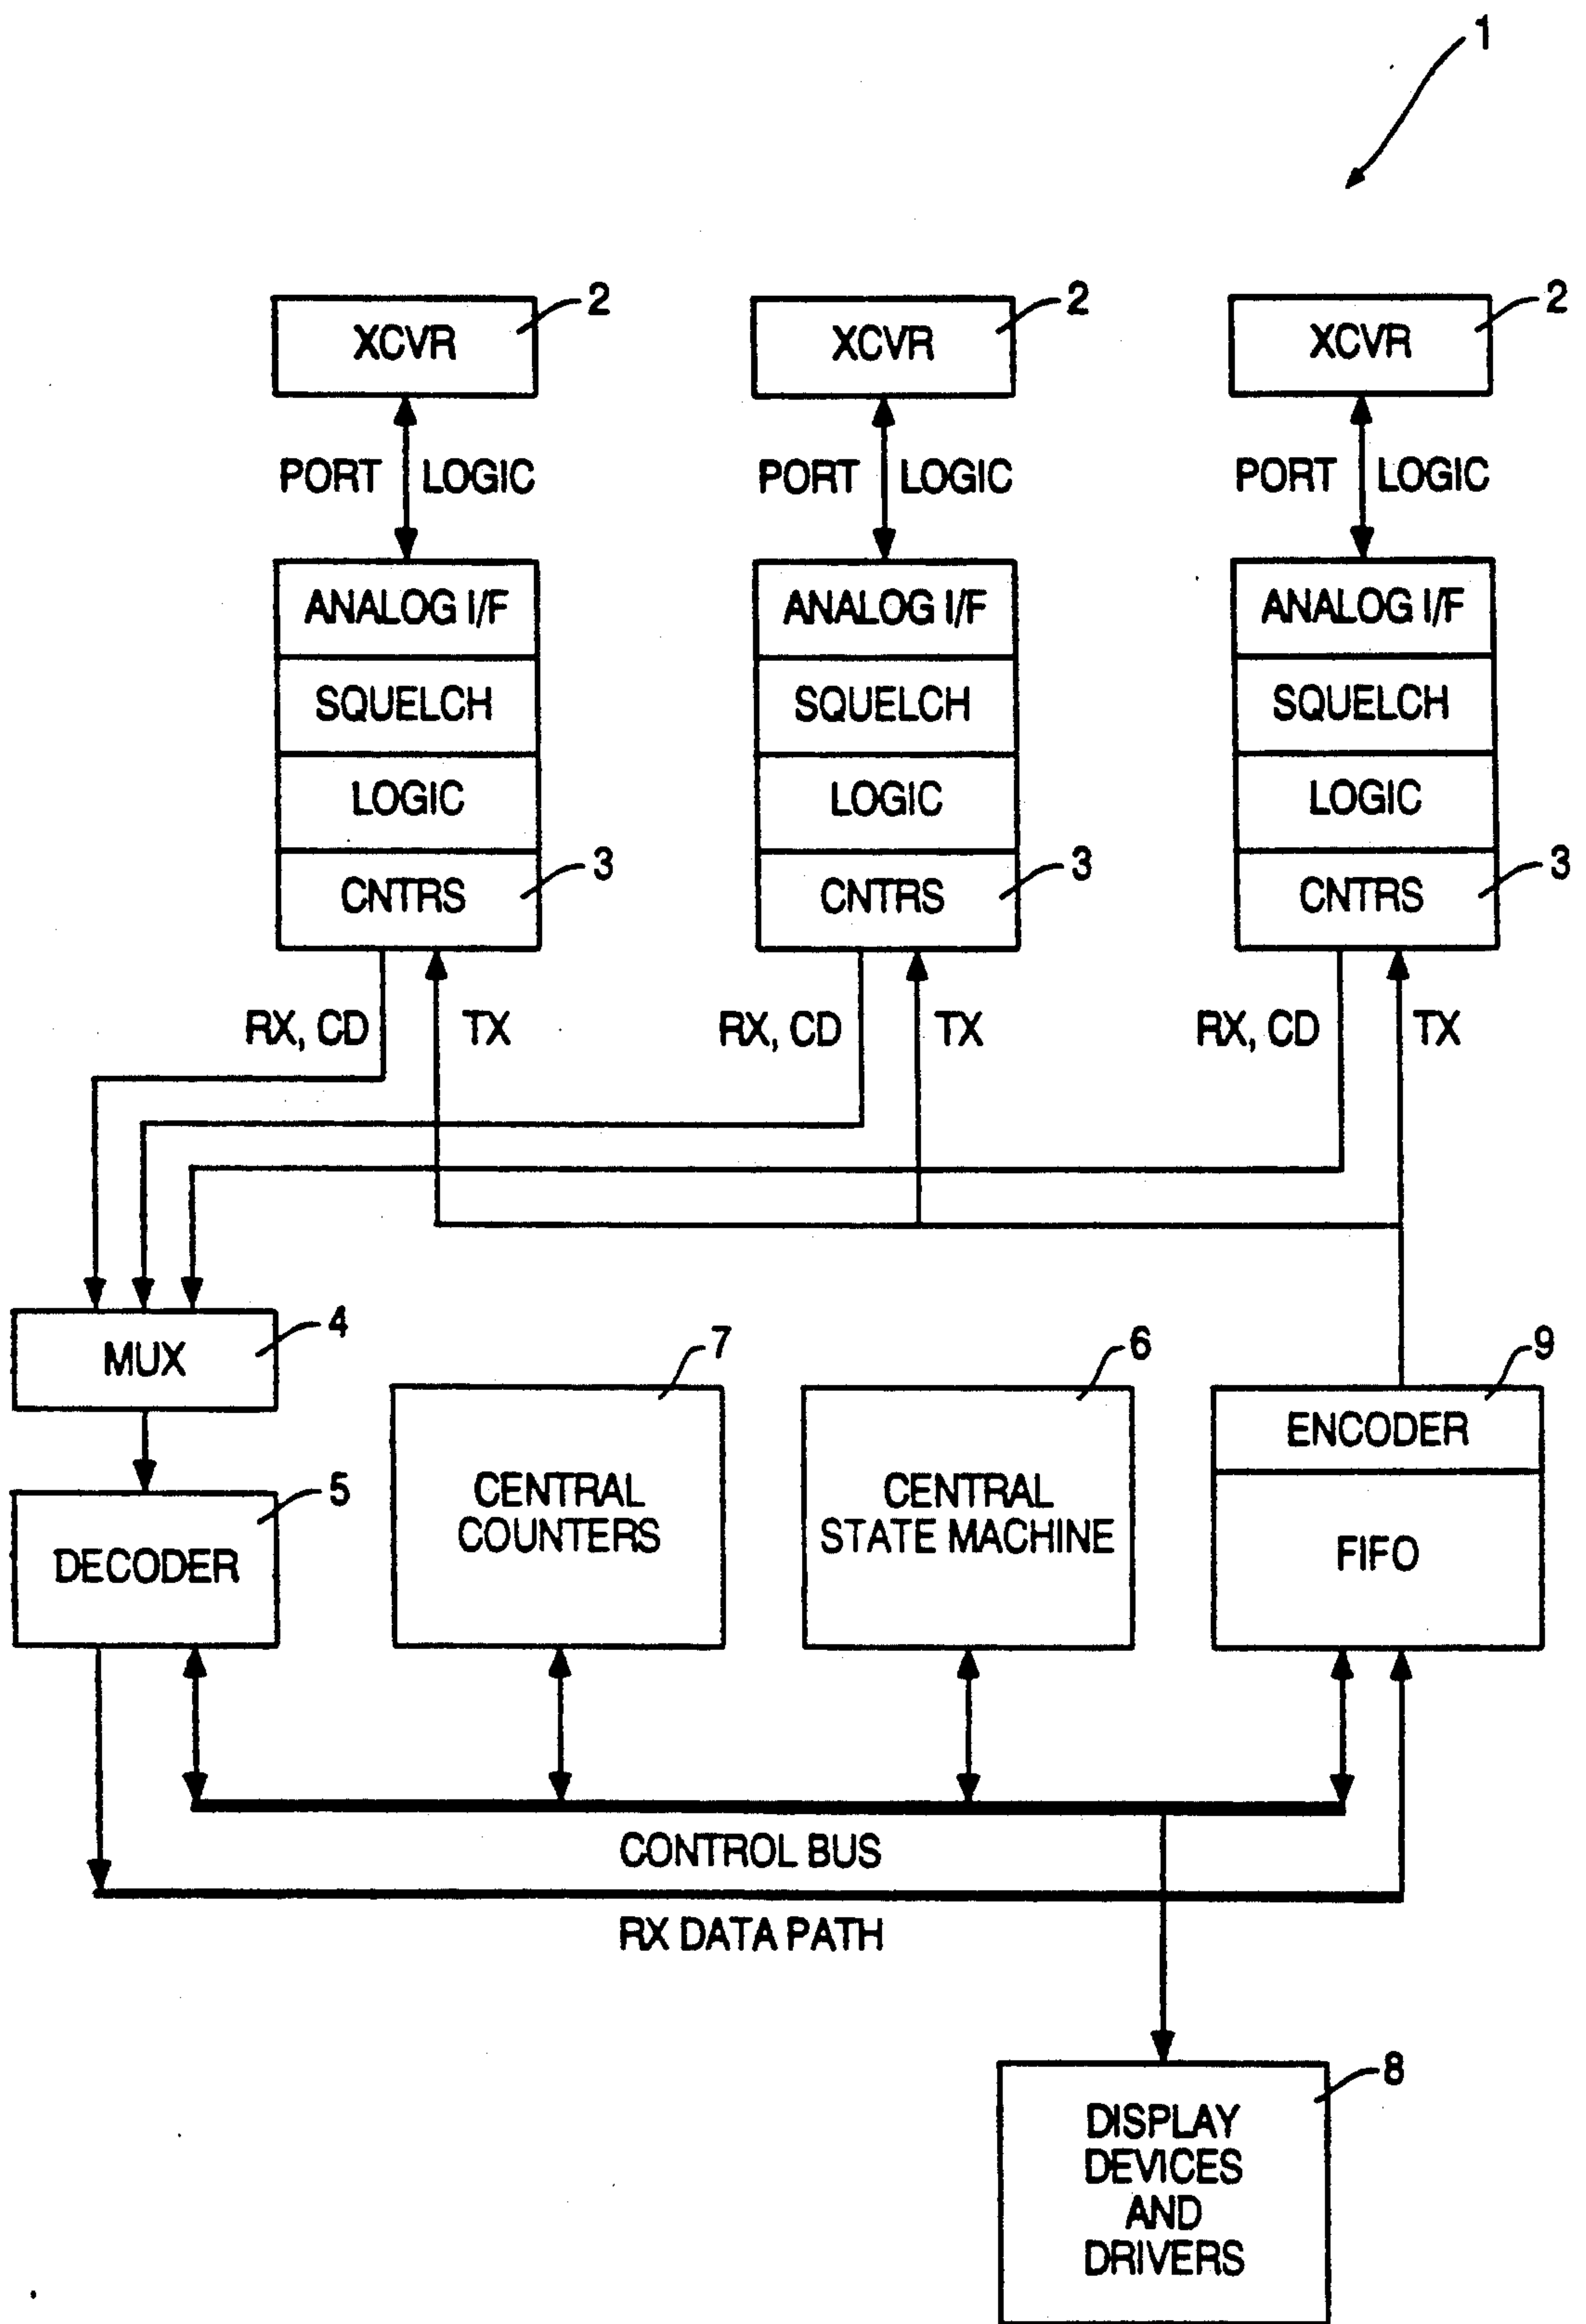 1
2
2
2
XCVR
XCVR
XCVR
PORT LOGIC
PORT LOGIC
PORT LOGIC
ANALOG I/F
ANALOG I/F
ANALOG I/F
SQUELCH
SQUELCH
SQUELCH
LOGIC
LOGIC
LOGIC
3
3
3
CNTRS
CNTRS
CNTRS
RX, CD
TX
RX, CD
TX
RX, CD
TX
4
MUX
7
6
9
ENCODER
5
DECODER
CENTRAL
COUNTERS
CENTRAL
STATE MACHINE
FIFO
CONTROL BUS
RX DATA PATH
8
DISPLAY
DEVICES
AND
DRIVERS